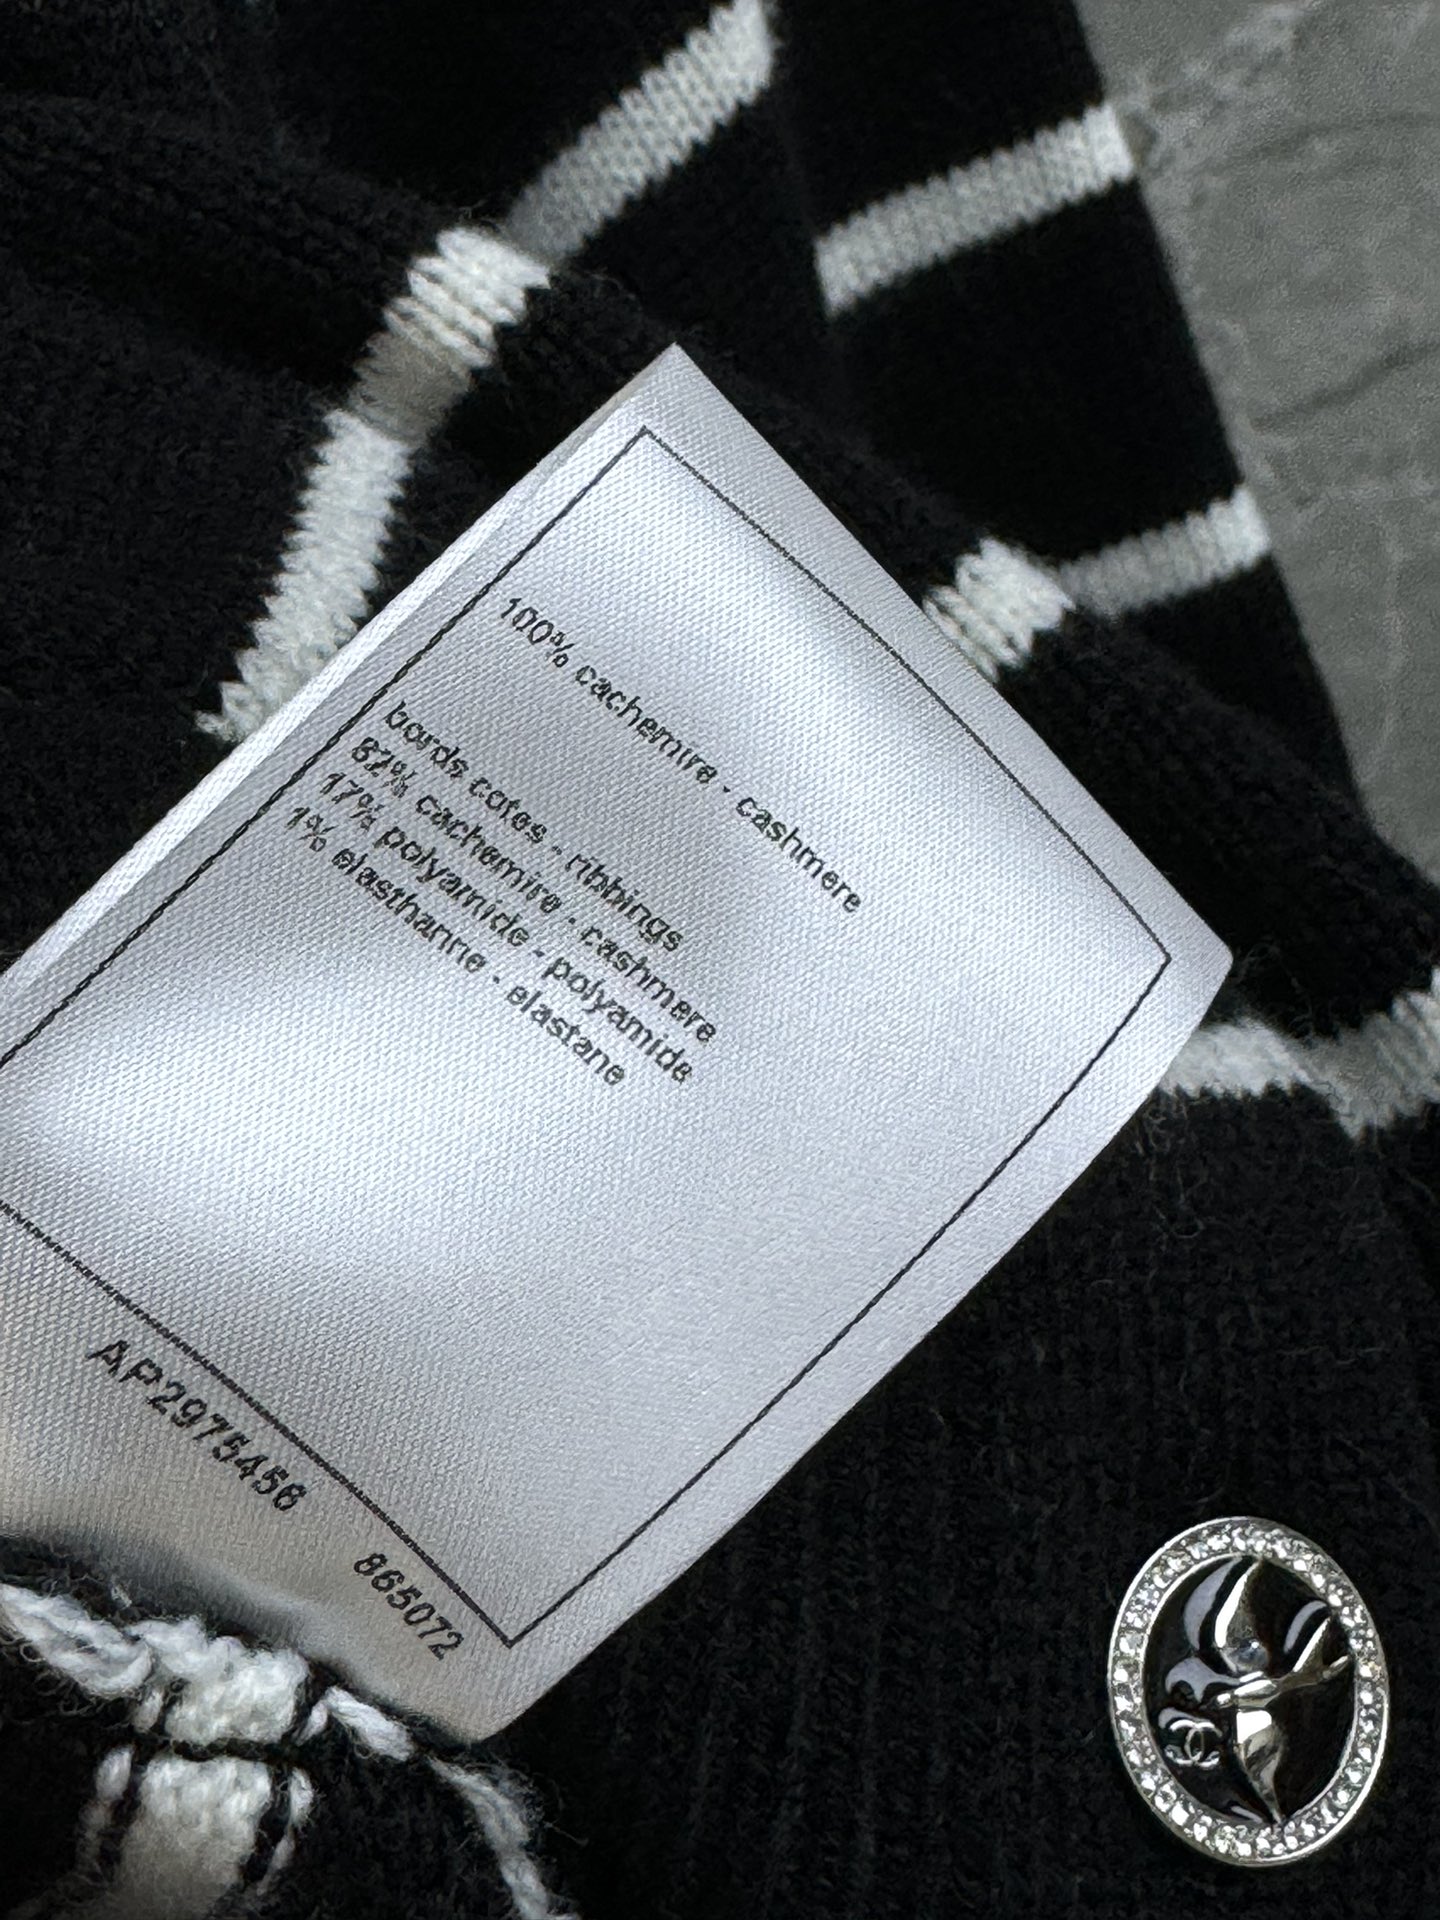 100% cachemire - cashmere
bords cotes - ribbings
82% cachemire - cashmere
17% polyamide - polyamide
1% elasthanne - elastane
AP2975456
865072